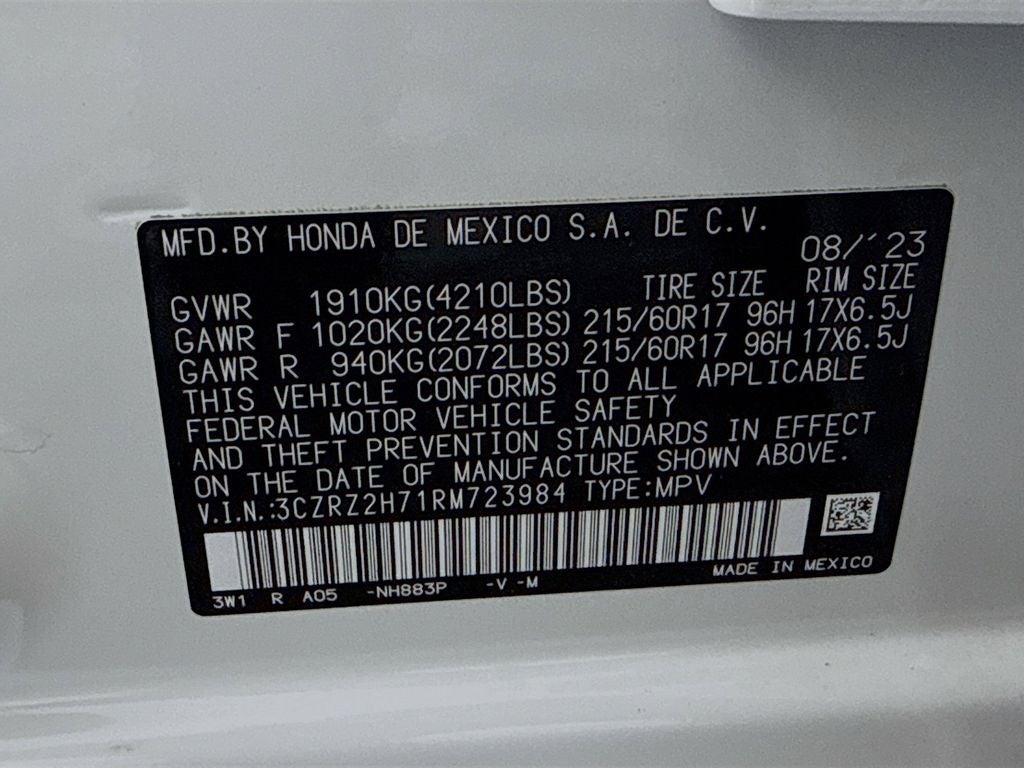 MFD.BY HONDA DE MEXICO S.A. DE C.V.
08/´23
GVWR 1910KG(4210LBS) TIRE SIZE RIM SIZE
GAWR F 1020KG(2248LBS) 215/60R17 96H 17X6.5J
GAWR R 940KG(2072LBS) 215/60R17 96H 17X6.5J
THIS VEHICLE CONFORMS TO ALL APPLICABLE
FEDERAL MOTOR VEHICLE SAFETY
AND THEFT PREVENTION STANDARDS IN EFFECT
ON THE DATE OF MANUFACTURE SHOWN ABOVE.
V.I.N.:3CZRZ2H71RM723984 TYPE:MPV
MADE IN MEXICO
3W1 R A05 -NH883P -V -M